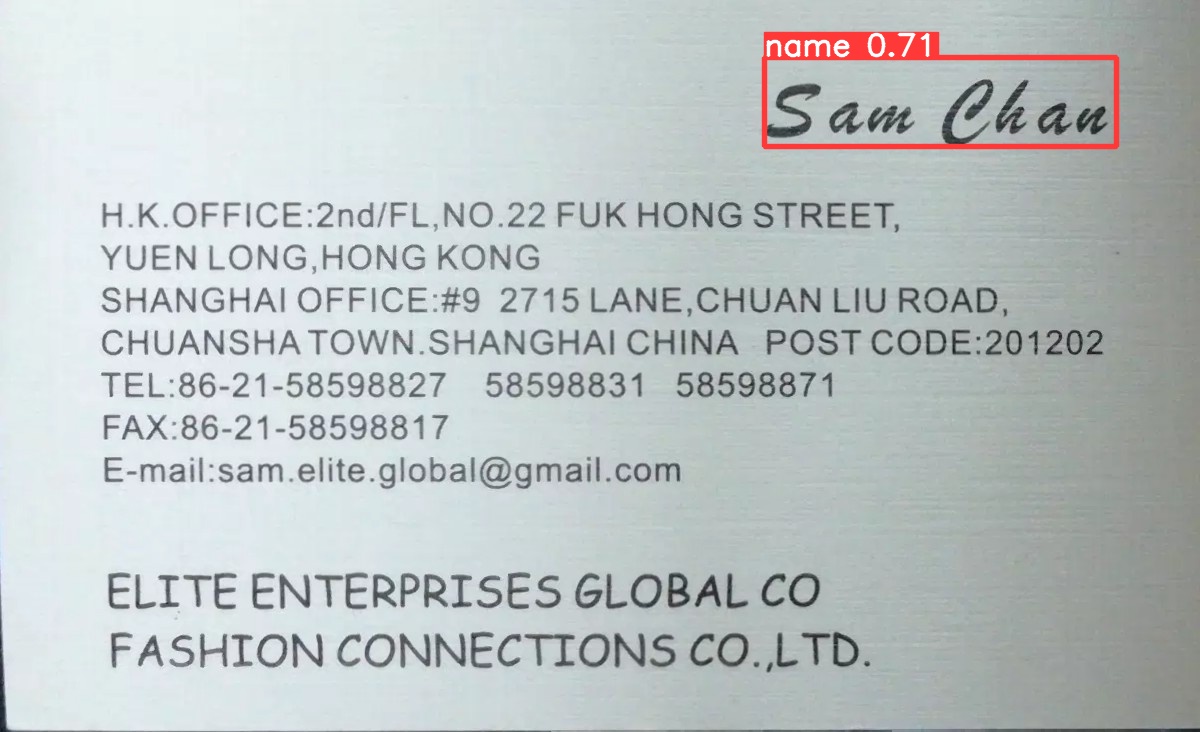 name 0.71
Sam Chan
H.K.OFFICE:2nd/FL,NO.22 FUK HONG STREET,
YUEN LONG,HONG KONG
SHANGHAI OFFICE:#9 2715 LANE,CHUAN LIU ROAD,
CHUANSHA TOWN.SHANGHAI CHINA POST CODE:201202
TEL:86-21-58598827 58598831 58598871
FAX:86-21-58598817
E-mail:sam.elite.global@gmail.com
ELITE ENTERPRISES GLOBAL CO
FASHION CONNECTIONS CO.,LTD.